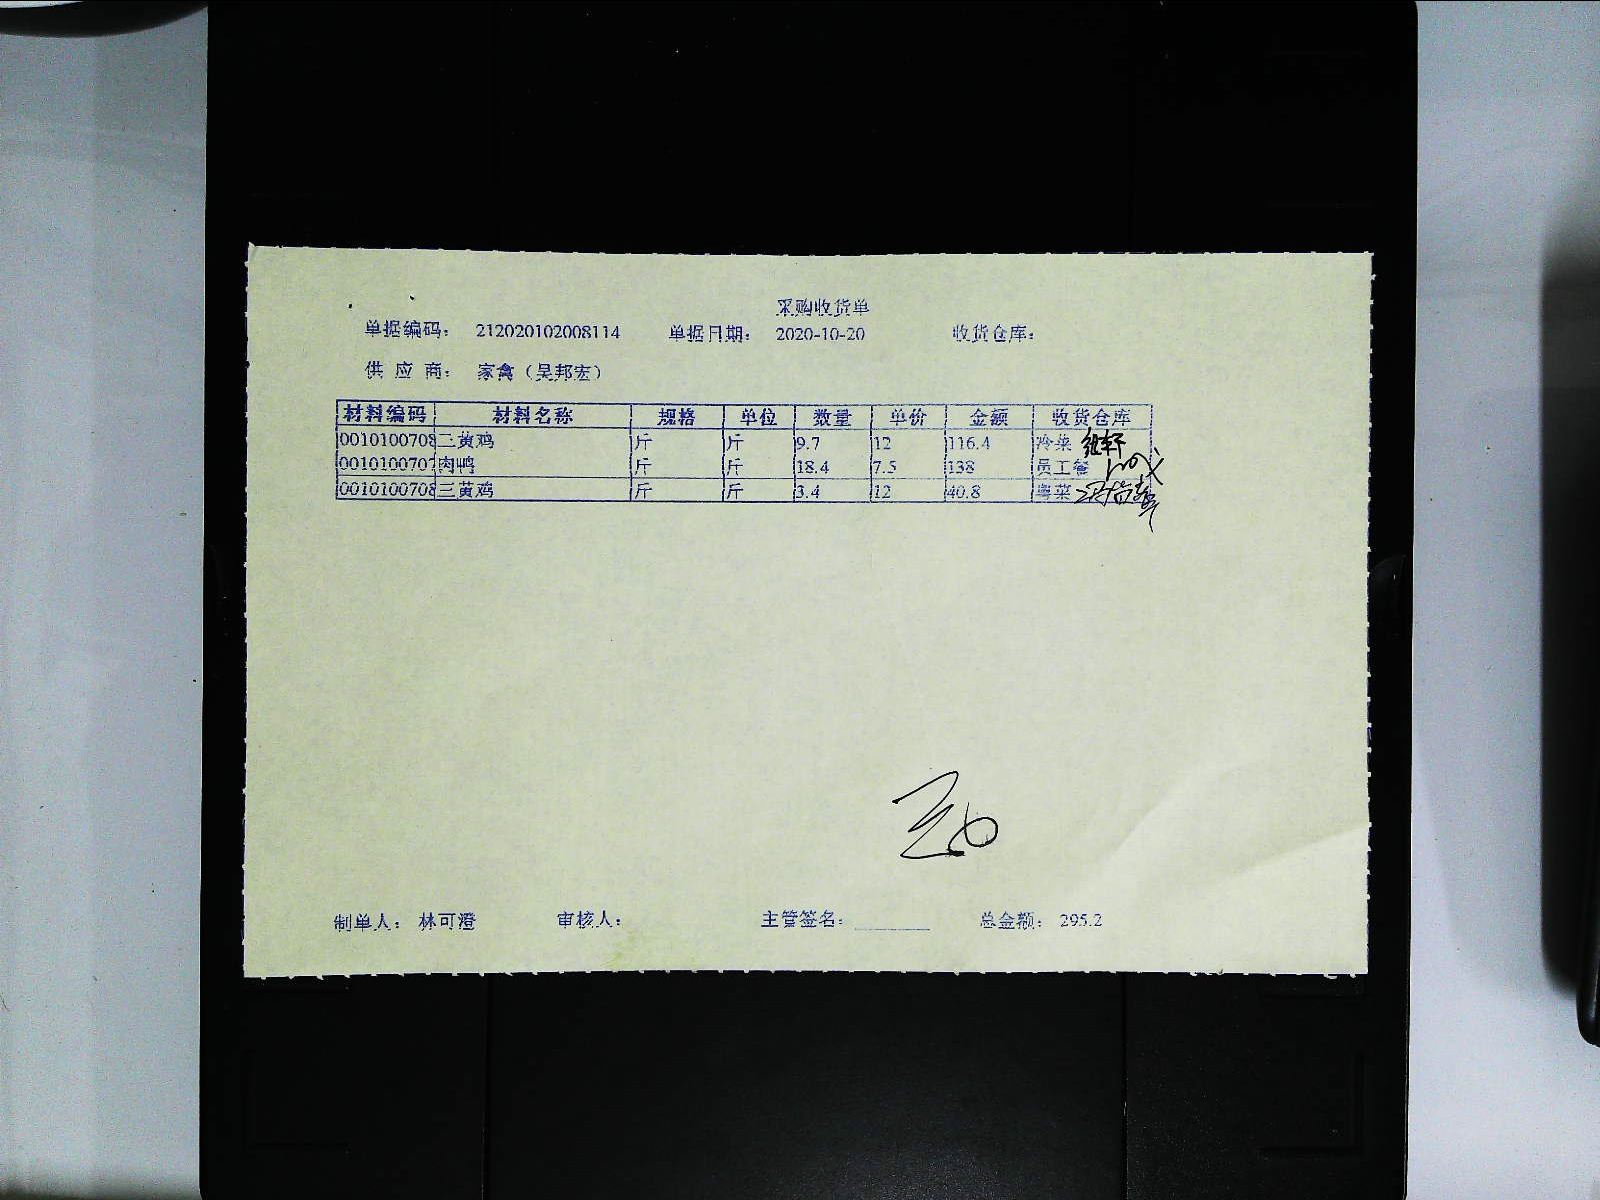 采购收货单
单据编码： 212020102008114 单据日期： 2020-10-20 收货仓库：
供 应 商： 家禽（吴邦宏）
材料编码 材料名称 规格 单位 数量 单价 金额 收货仓库
0010100708 三黄鸡 斤 斤 9.7 12 116.4 冷菜
0010100707 肉鸭 斤 斤 18.4 7.5 138 员工餐
0010100708 三黄鸡 斤 斤 3.4 12 40.8 粤菜
制单人： 林可澄 审核人： 主管签名： 总金额： 295.2